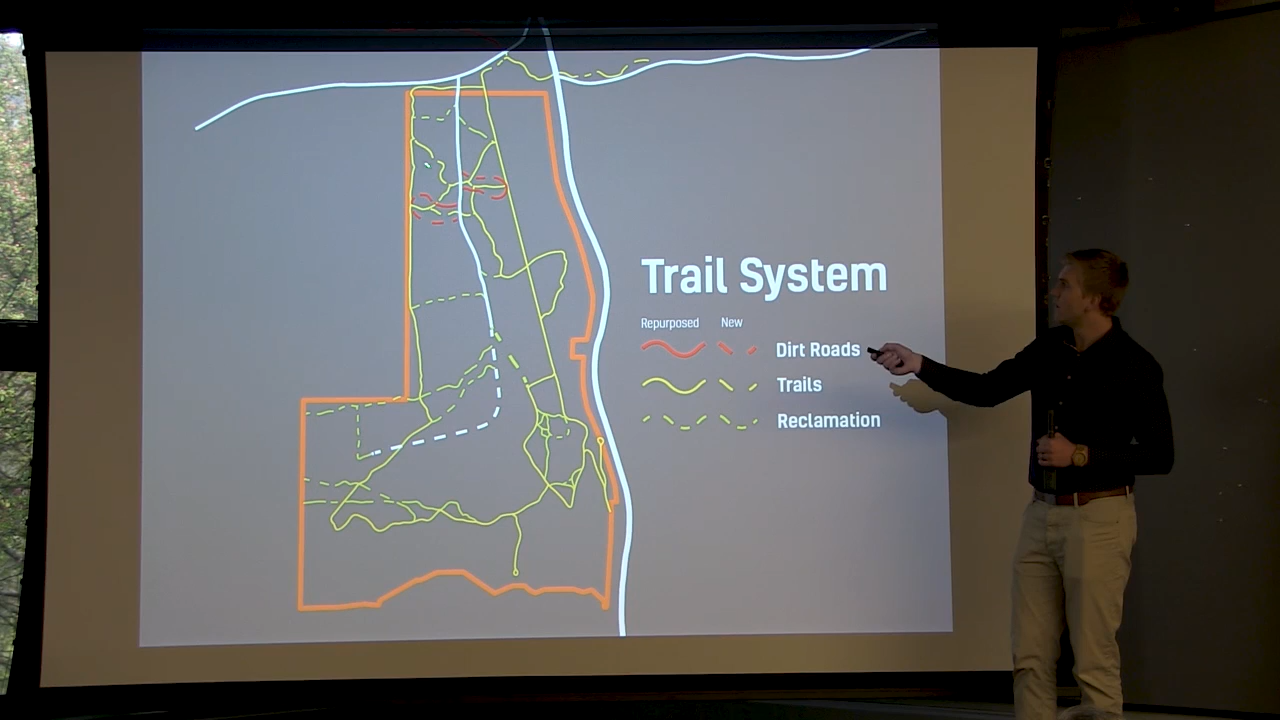 Trail System
Repurposed New
Dirt Roads
Trails
Reclamation